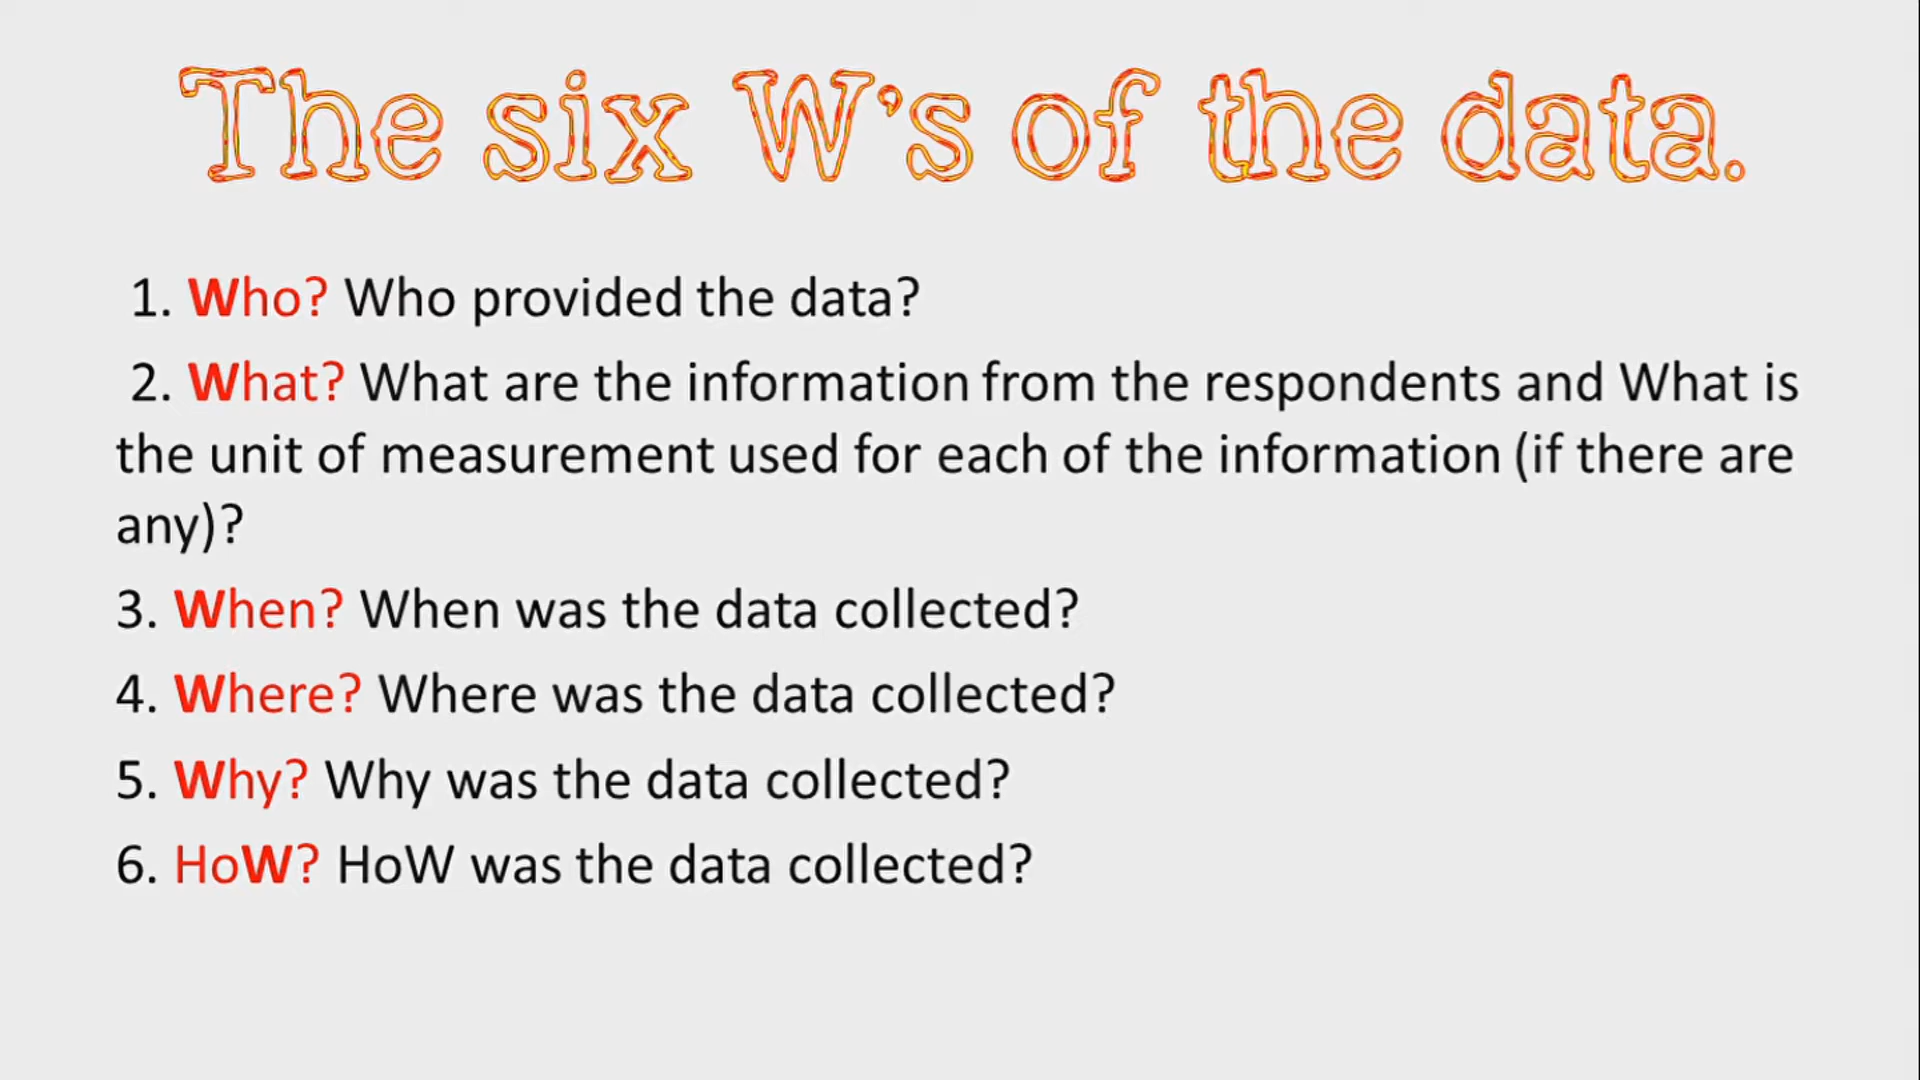 The six W's of the data.
1. Who? Who provided the data?
2. What? What are the information from the respondents and What is
the unit of measurement used for each of the information (if there are
any)?
3. When? When was the data collected?
4. Where? Where was the data collected?
5. Why? Why was the data collected?
6. HoW? HoW was the data collected?